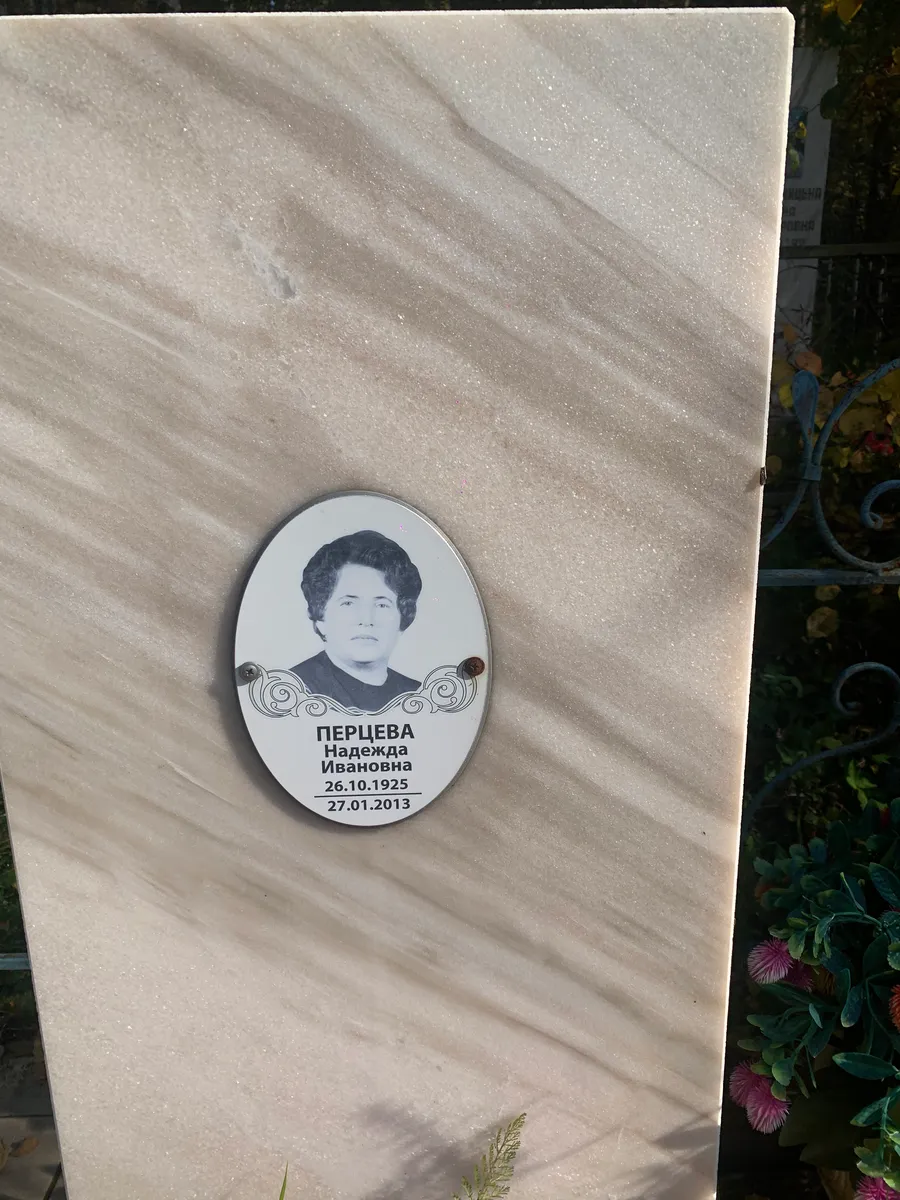 ПЕРЦЕВА
Надежда
Ивановна
26.10.1925
27.01.2013